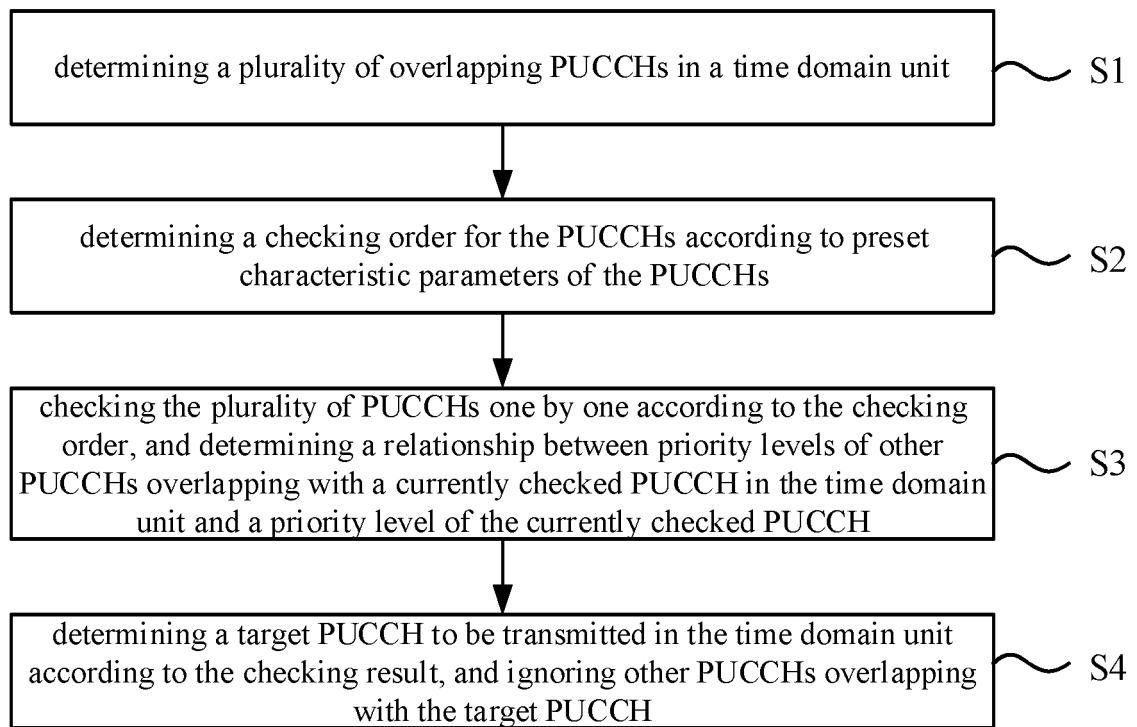 determining a plurality of overlapping PUCCHs in a time domain unit
S1
determining a checking order for the PUCCHs according to preset
characteristic parameters of the PUCCHs
S2
checking the plurality of PUCCHs one by one according to the checking
order, and determining a relationship between priority levels of other
PUCCHs overlapping with a currently checked PUCCH in the time domain
unit and a priority level of the currently checked PUCCH
S3
determining a target PUCCH to be transmitted in the time domain unit
according to the checking result, and ignoring other PUCCHs overlapping
with the target PUCCH
S4